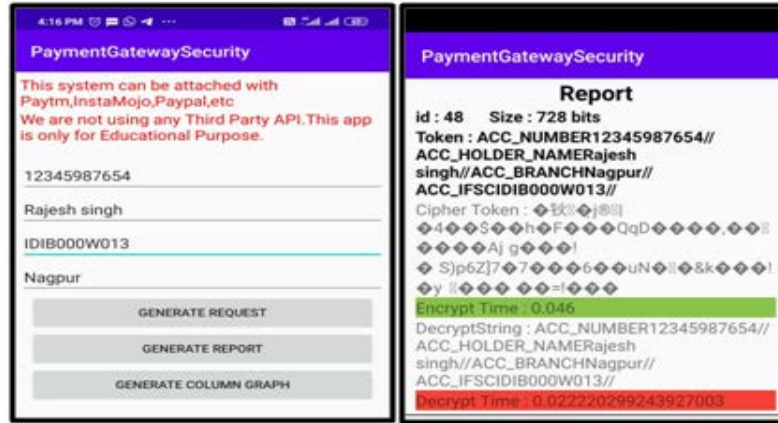 4:16 PM
PaymentGatewaySecurity
This system can be attached with
Paytm,InstaMojo,Paypal,etc
We are not using any Third Party API.This app
is only for Educational Purpose.
12345987654
Rajesh singh
IDIB000W013
Nagpur
GENERATE REQUEST
GENERATE REPORT
GENERATE COLUMN GRAPH
PaymentGatewaySecurity
Report
id : 48 Size : 728 bits
Token : ACC_NUMBER12345987654//
ACC_HOLDER_NAMERajesh
singh//ACC_BRANCHNagpur//
ACC_IFSCIDIB000W013//
Cipher Token :
Encrypt Time : 0.046
DecryptString : ACC_NUMBER12345987654//
ACC_HOLDER_NAMERajesh
singh//ACC_BRANCHNagpur//
ACC_IFSCIDIB000W013//
Decrypt Time : 0.022220299243927003